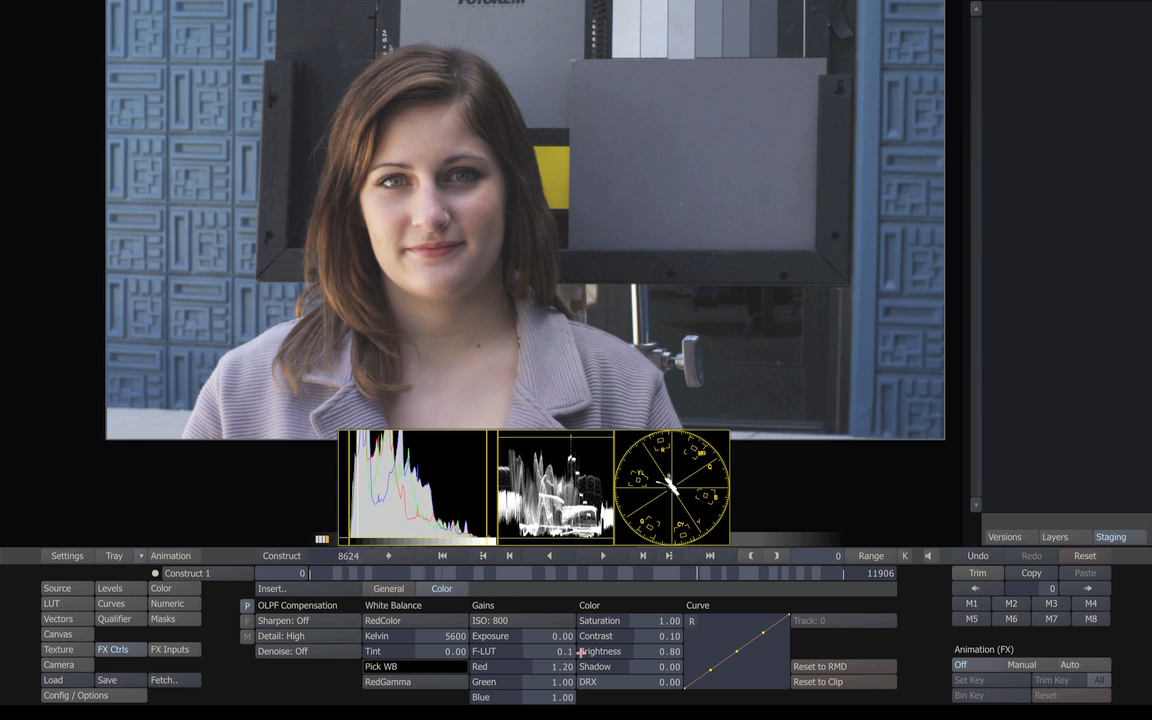 Versions Layers Staging
Settings Tray Animation Construct 8624 0 Range K Undo Redo Reset
Construct 1 0 11906 Trim Copy Paste
Source Levels Color Insert.. General Color 0
LUT Curves Numeric P OLPF Compensation White Balance Gains Color Curve M1 M2 M3 M4
Vectors Qualifier Masks F Sharpen: Off RedColor ISO: 800 Saturation 1.00 R Track: 0 M5 M6 M7 M8
Canvas M Detail: High Kelvin 5600 Exposure 0.00 Contrast 0.10
Texture FX Ctrls FX Inputs Denoise: Off Tint 0.00 F-LUT 0.1 Brightness 0.80 Animation (FX)
Camera Pick WB Red 1.20 Shadow 0.00 Reset to RMD Off Manual Auto
Load Save Fetch.. RedGamma Green 1.00 DRX 0.00 Reset to Clip Set Key Trim Key All
Config / Options Blue 1.00 Bin Key Reset